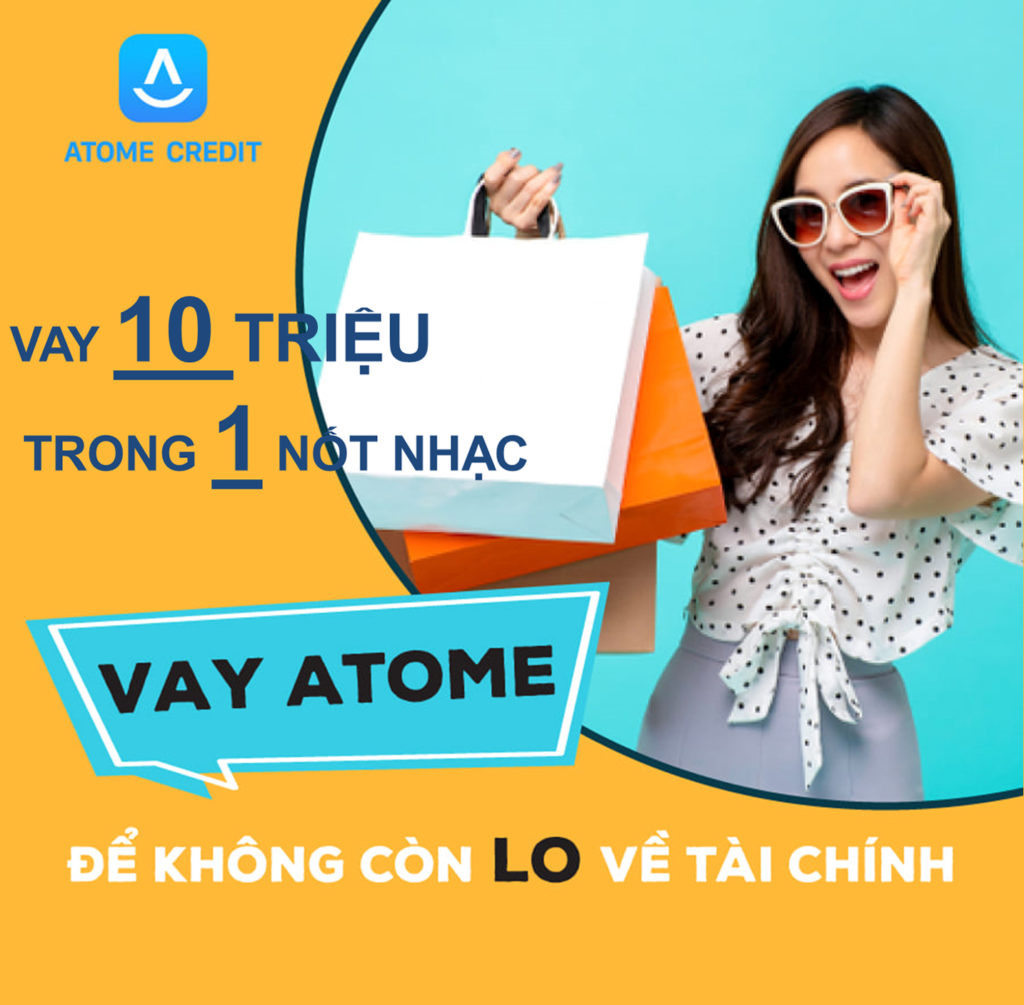 ATOME CREDIT
VAY 10 TRIỆU
TRONG 1 NỐT NHẠC
VAY ATOME
ĐỂ KHÔNG CÒN LO VỀ TÀI CHÍNH